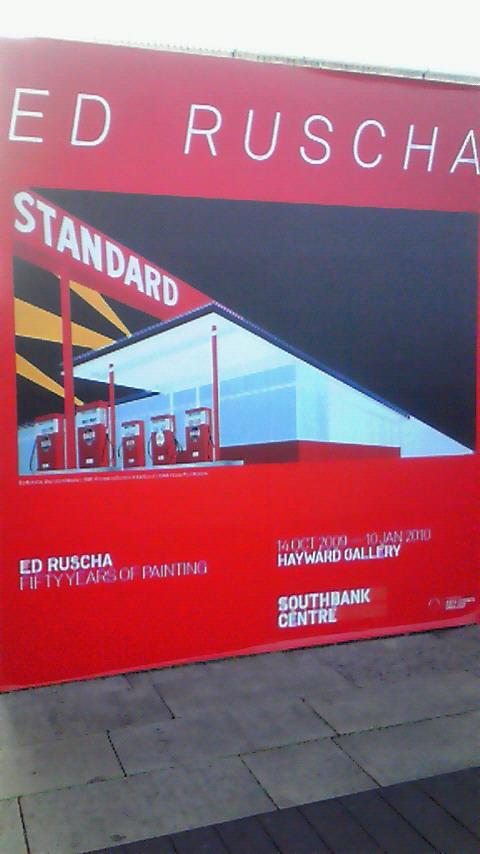 ED RUSCHA
STANDARD
ED RUSCHA
FIFTY YEARS OF PAINTING
14 OCT 2009 — 10 JAN 2010
HAYWARD GALLERY
SOUTHBANK
CENTRE